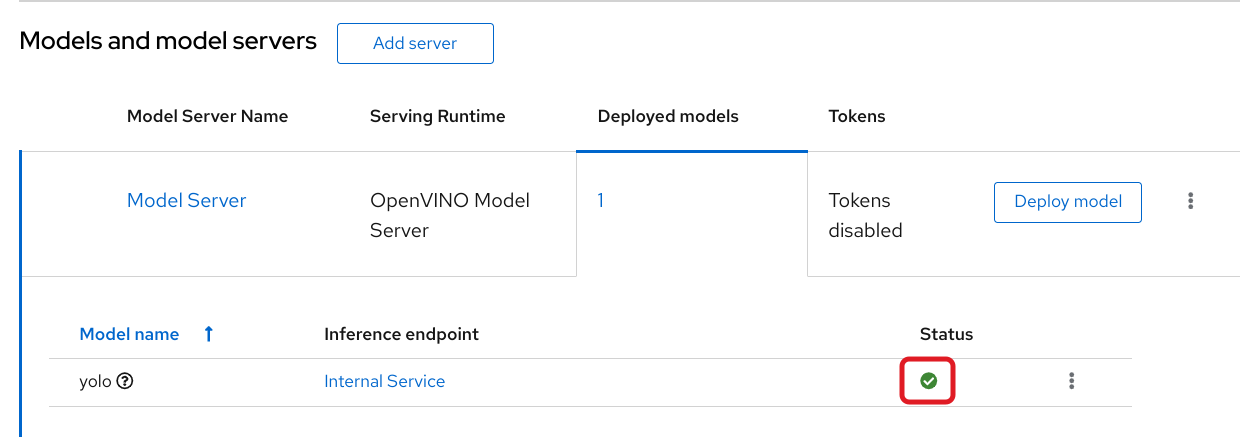 Models and model servers Add server
Model Server Name Serving Runtime Deployed models Tokens
Model Server OpenVINO Model 1 Tokens Deploy model
Server disabled
Model name Inference endpoint Status
yolo Internal Service